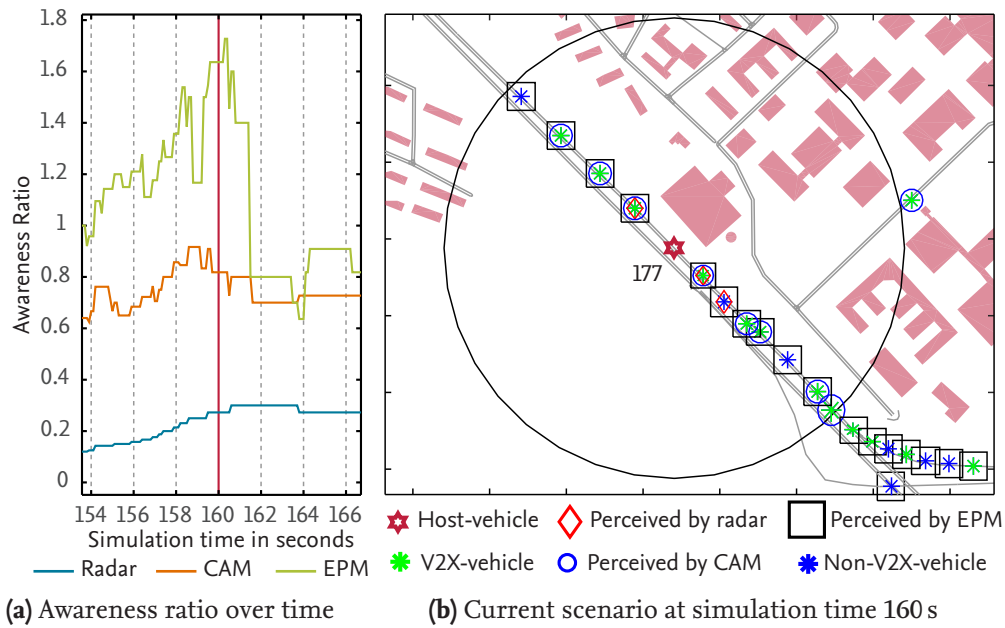 1.8
1.6
1.4
1.2
1
0.8
0.6
0.4
0.2
0
Awareness Ratio
154 156 158 160 162 164 166
Simulation time in seconds
Radar CAM EPM
(a) Awareness ratio over time
177
Host-vehicle Perceived by radar Perceived by EPM
V2X-vehicle Perceived by CAM Non-V2X-vehicle
(b) Current scenario at simulation time 160 s